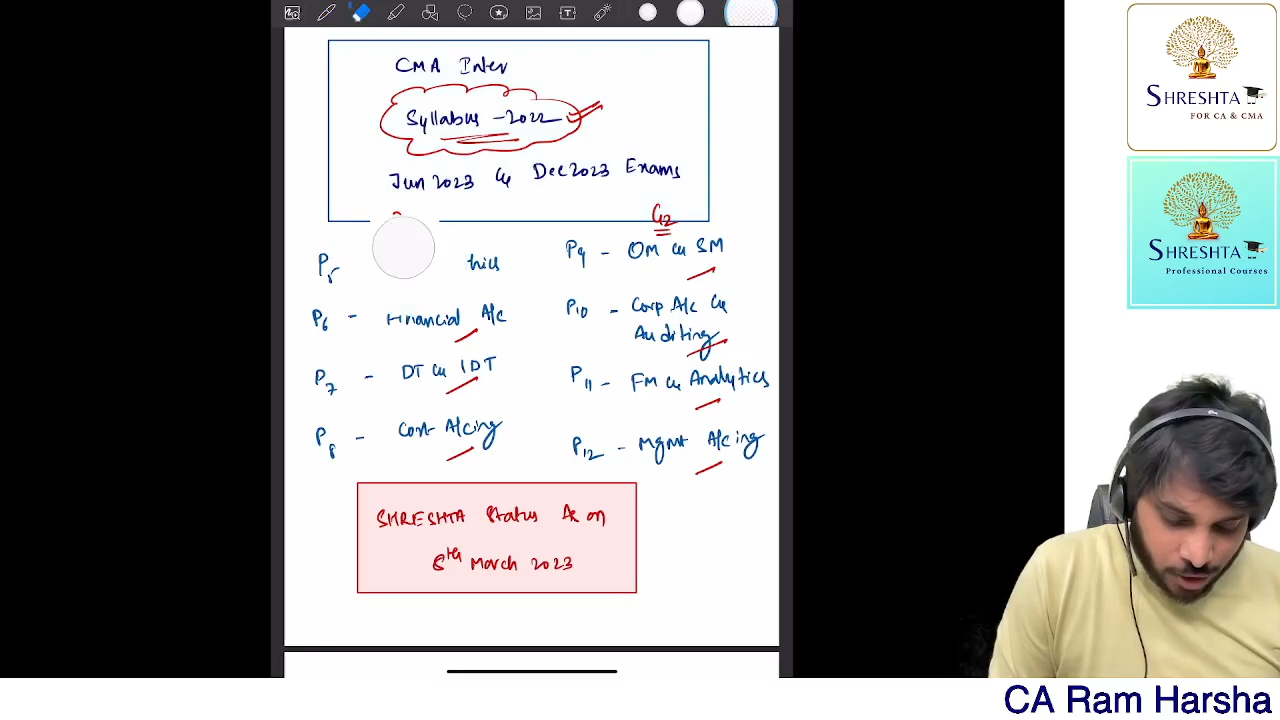 CMA Inter
Syllabus -2022
Jun 2023 & Dec 2023 Exams
G2
P5 hics
P6 - Financial A/c
P7 - DT & IDT
P8 - Cost A/cing
P9 - OM & SM
P10 - Corp A/c &
Auditing
P11 - FM & Analytics
P12 - Mgmt A/cing
SHRESHTA Status As on
8th March 2023
SHRESHTA
FOR CA & CMA
SHRESHTA
Professional Courses
CA Ram Harsha